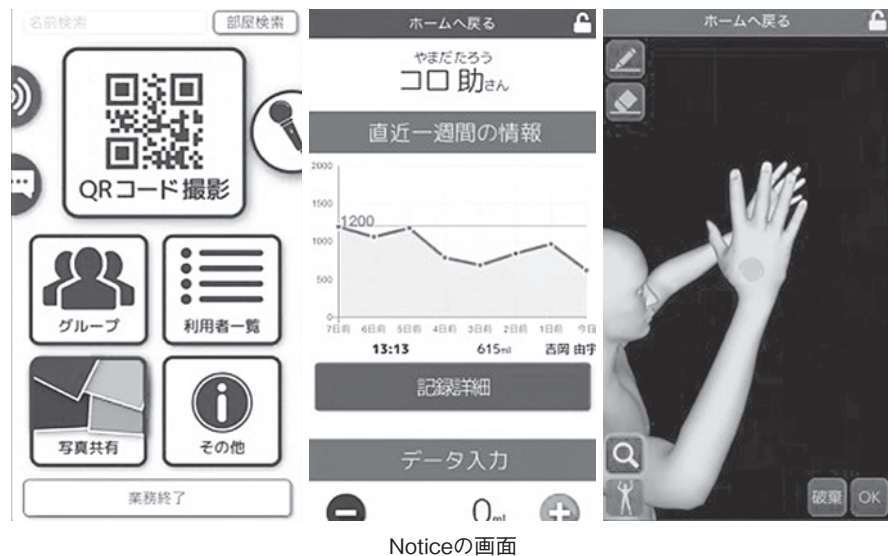 名前検索
部屋検索
QRコード撮影
グループ
利用者一覧
写真共有
その他
業務終了
ホームへ戻る
やまだたろう
コロ助さん
直近一週間の情報
2000
1500
1200
1000
500
0
7日前 6日前 5日前 4日前 3日前 2日前 1日前 今日
13:13 615ml 吉岡 由宇
記録詳細
データ入力
0ml
ホームへ戻る
破棄 OK
Noticeの画面